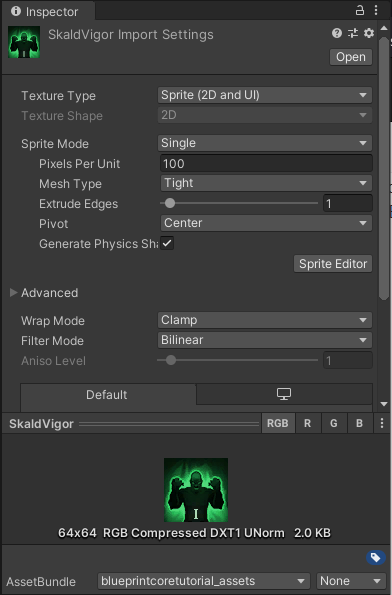 Inspector
SkaldVigor Import Settings
Open
Texture Type Sprite (2D and UI)
Texture Shape 2D
Sprite Mode Single
Pixels Per Unit 100
Mesh Type Tight
Extrude Edges 1
Pivot Center
Generate Physics Sha
Sprite Editor
Advanced
Wrap Mode Clamp
Filter Mode Bilinear
Aniso Level 1
Default
SkaldVigor RGB R G B
I
64x64 RGB Compressed DXT1 UNorm 2.0 KB
AssetBundle blueprintcoretutorial_assets None